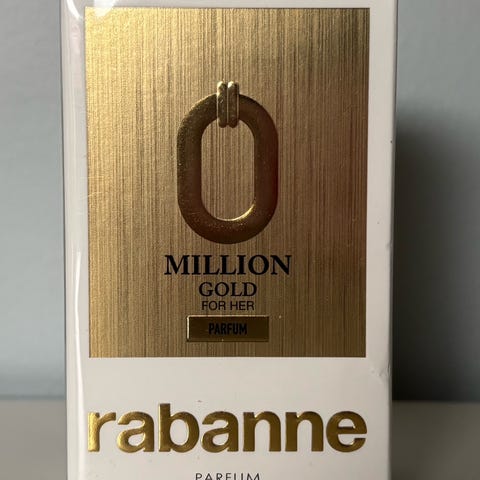 MILLION
GOLD
FOR HER
PARFUM
rabanne
PARFUM